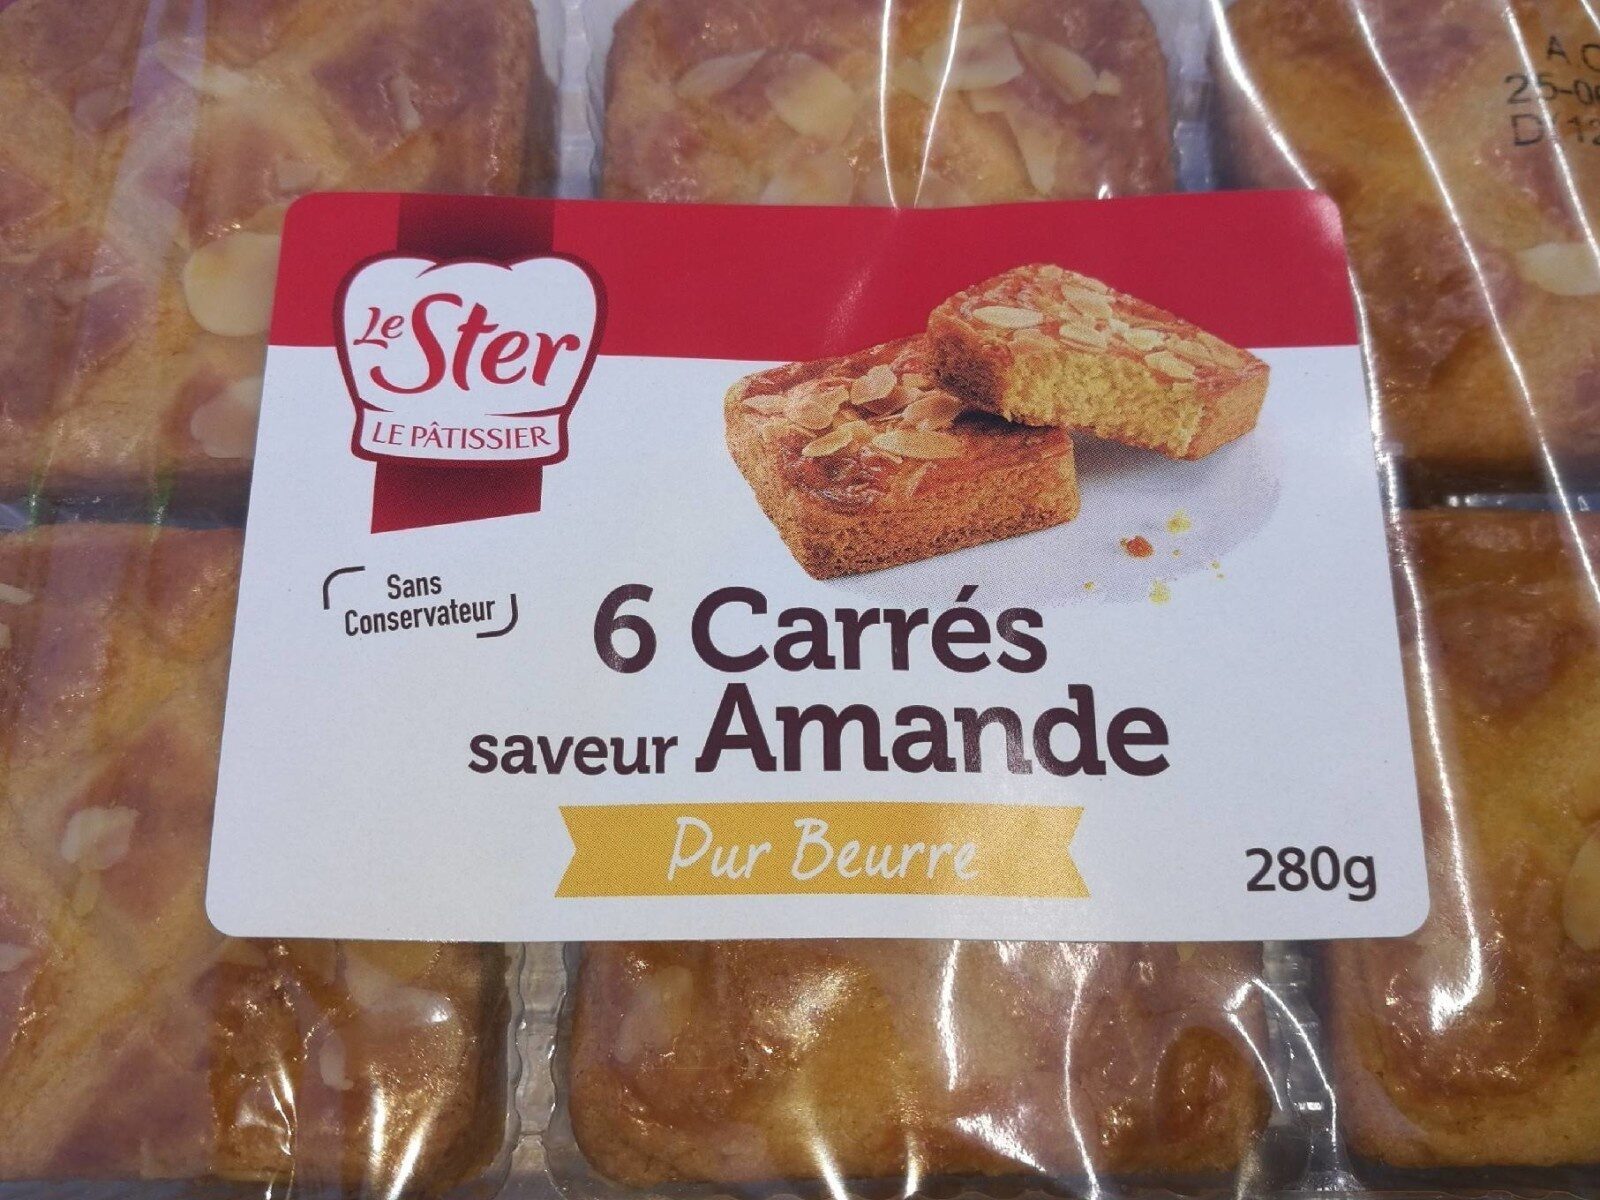 Le Ster
LE PÂTISSIER
Sans
Conservateur
6 Carrés
saveur Amande
Pur Beurre
280g